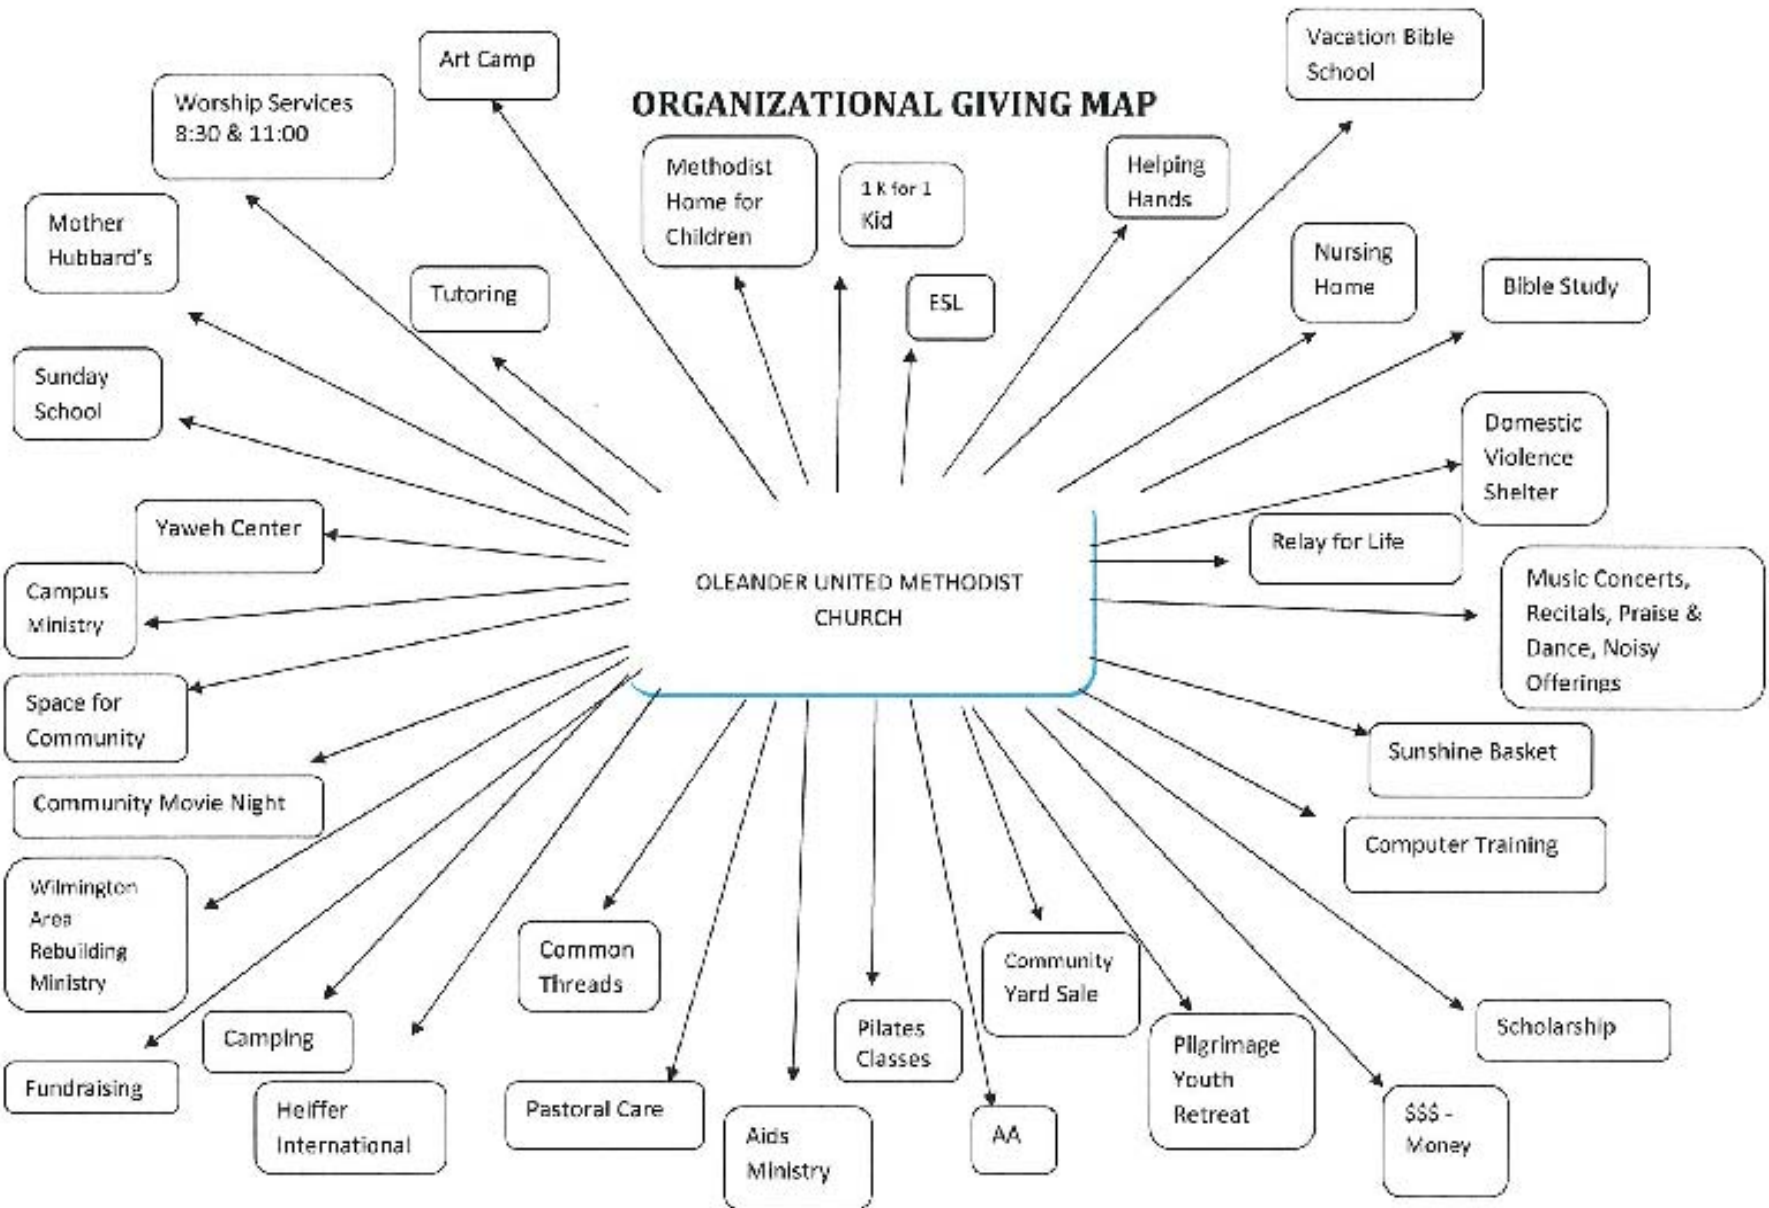 Art Camp
Vacation Bible
School
Worship Services
8:30 & 11:00
ORGANIZATIONAL GIVING MAP
Methodist
Home for
Children
1 K for 1
Kid
Helping
Hands
Mother
Hubbard's
Tutoring
ESL
Nursing
Home
Bible Study
Sunday
School
Domestic
Violence
Shelter
Yaweh Center
Relay for Life
Campus
Ministry
OLEANDER UNITED METHODIST
CHURCH
Music Concerts,
Recitals, Praise &
Dance, Noisy
Offerings
Space for
Community
Sunshine Basket
Community Movie Night
Computer Training
Wilmington
Area
Rebuilding
Ministry
Common
Threads
Community
Yard Sale
Camping
Pilates
Classes
Pilgrimage
Youth
Retreat
Scholarship
Fundraising
Heiffer
International
Pastoral Care
Aids
Ministry
AA
$$$ -
Money